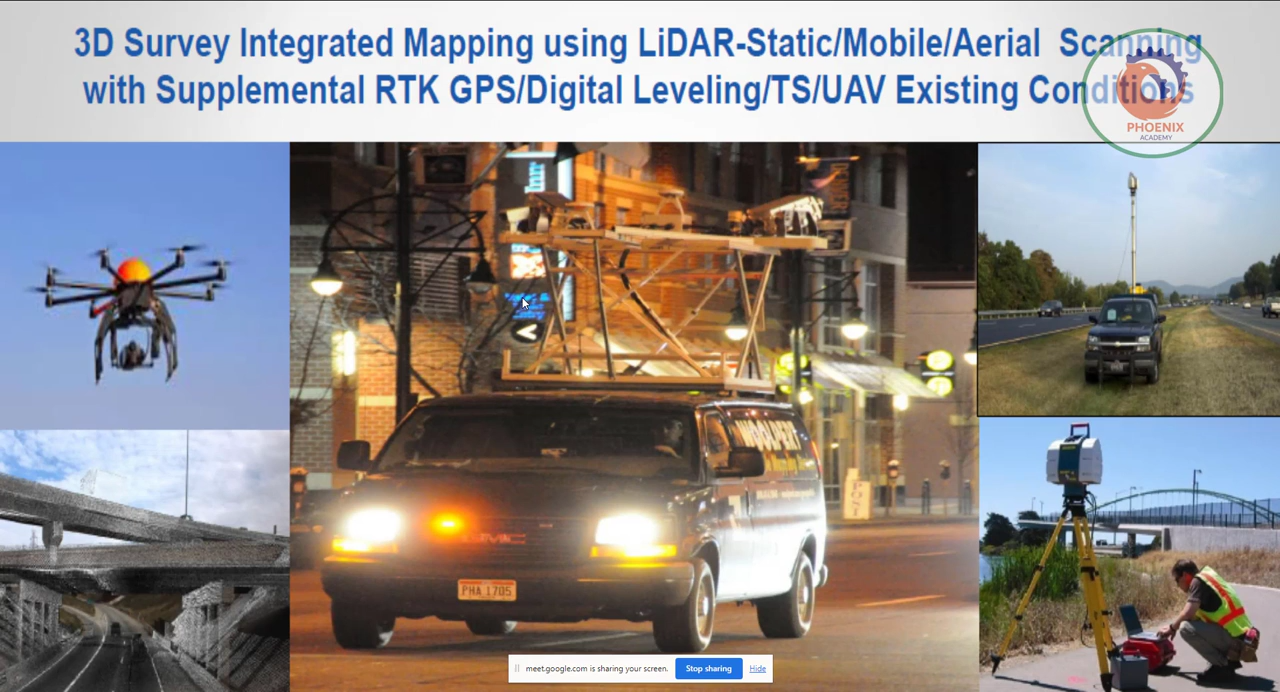 3D Survey Integrated Mapping using LiDAR-Static/Mobile/Aerial Scanning
with Supplemental RTK GPS/Digital Leveling/TS/UAV Existing Conditions
PHOENIX
ACADEMY
WOOLPERT
GMC
PHA 1705
meet.google.com is sharing your screen.
Stop sharing
Hide